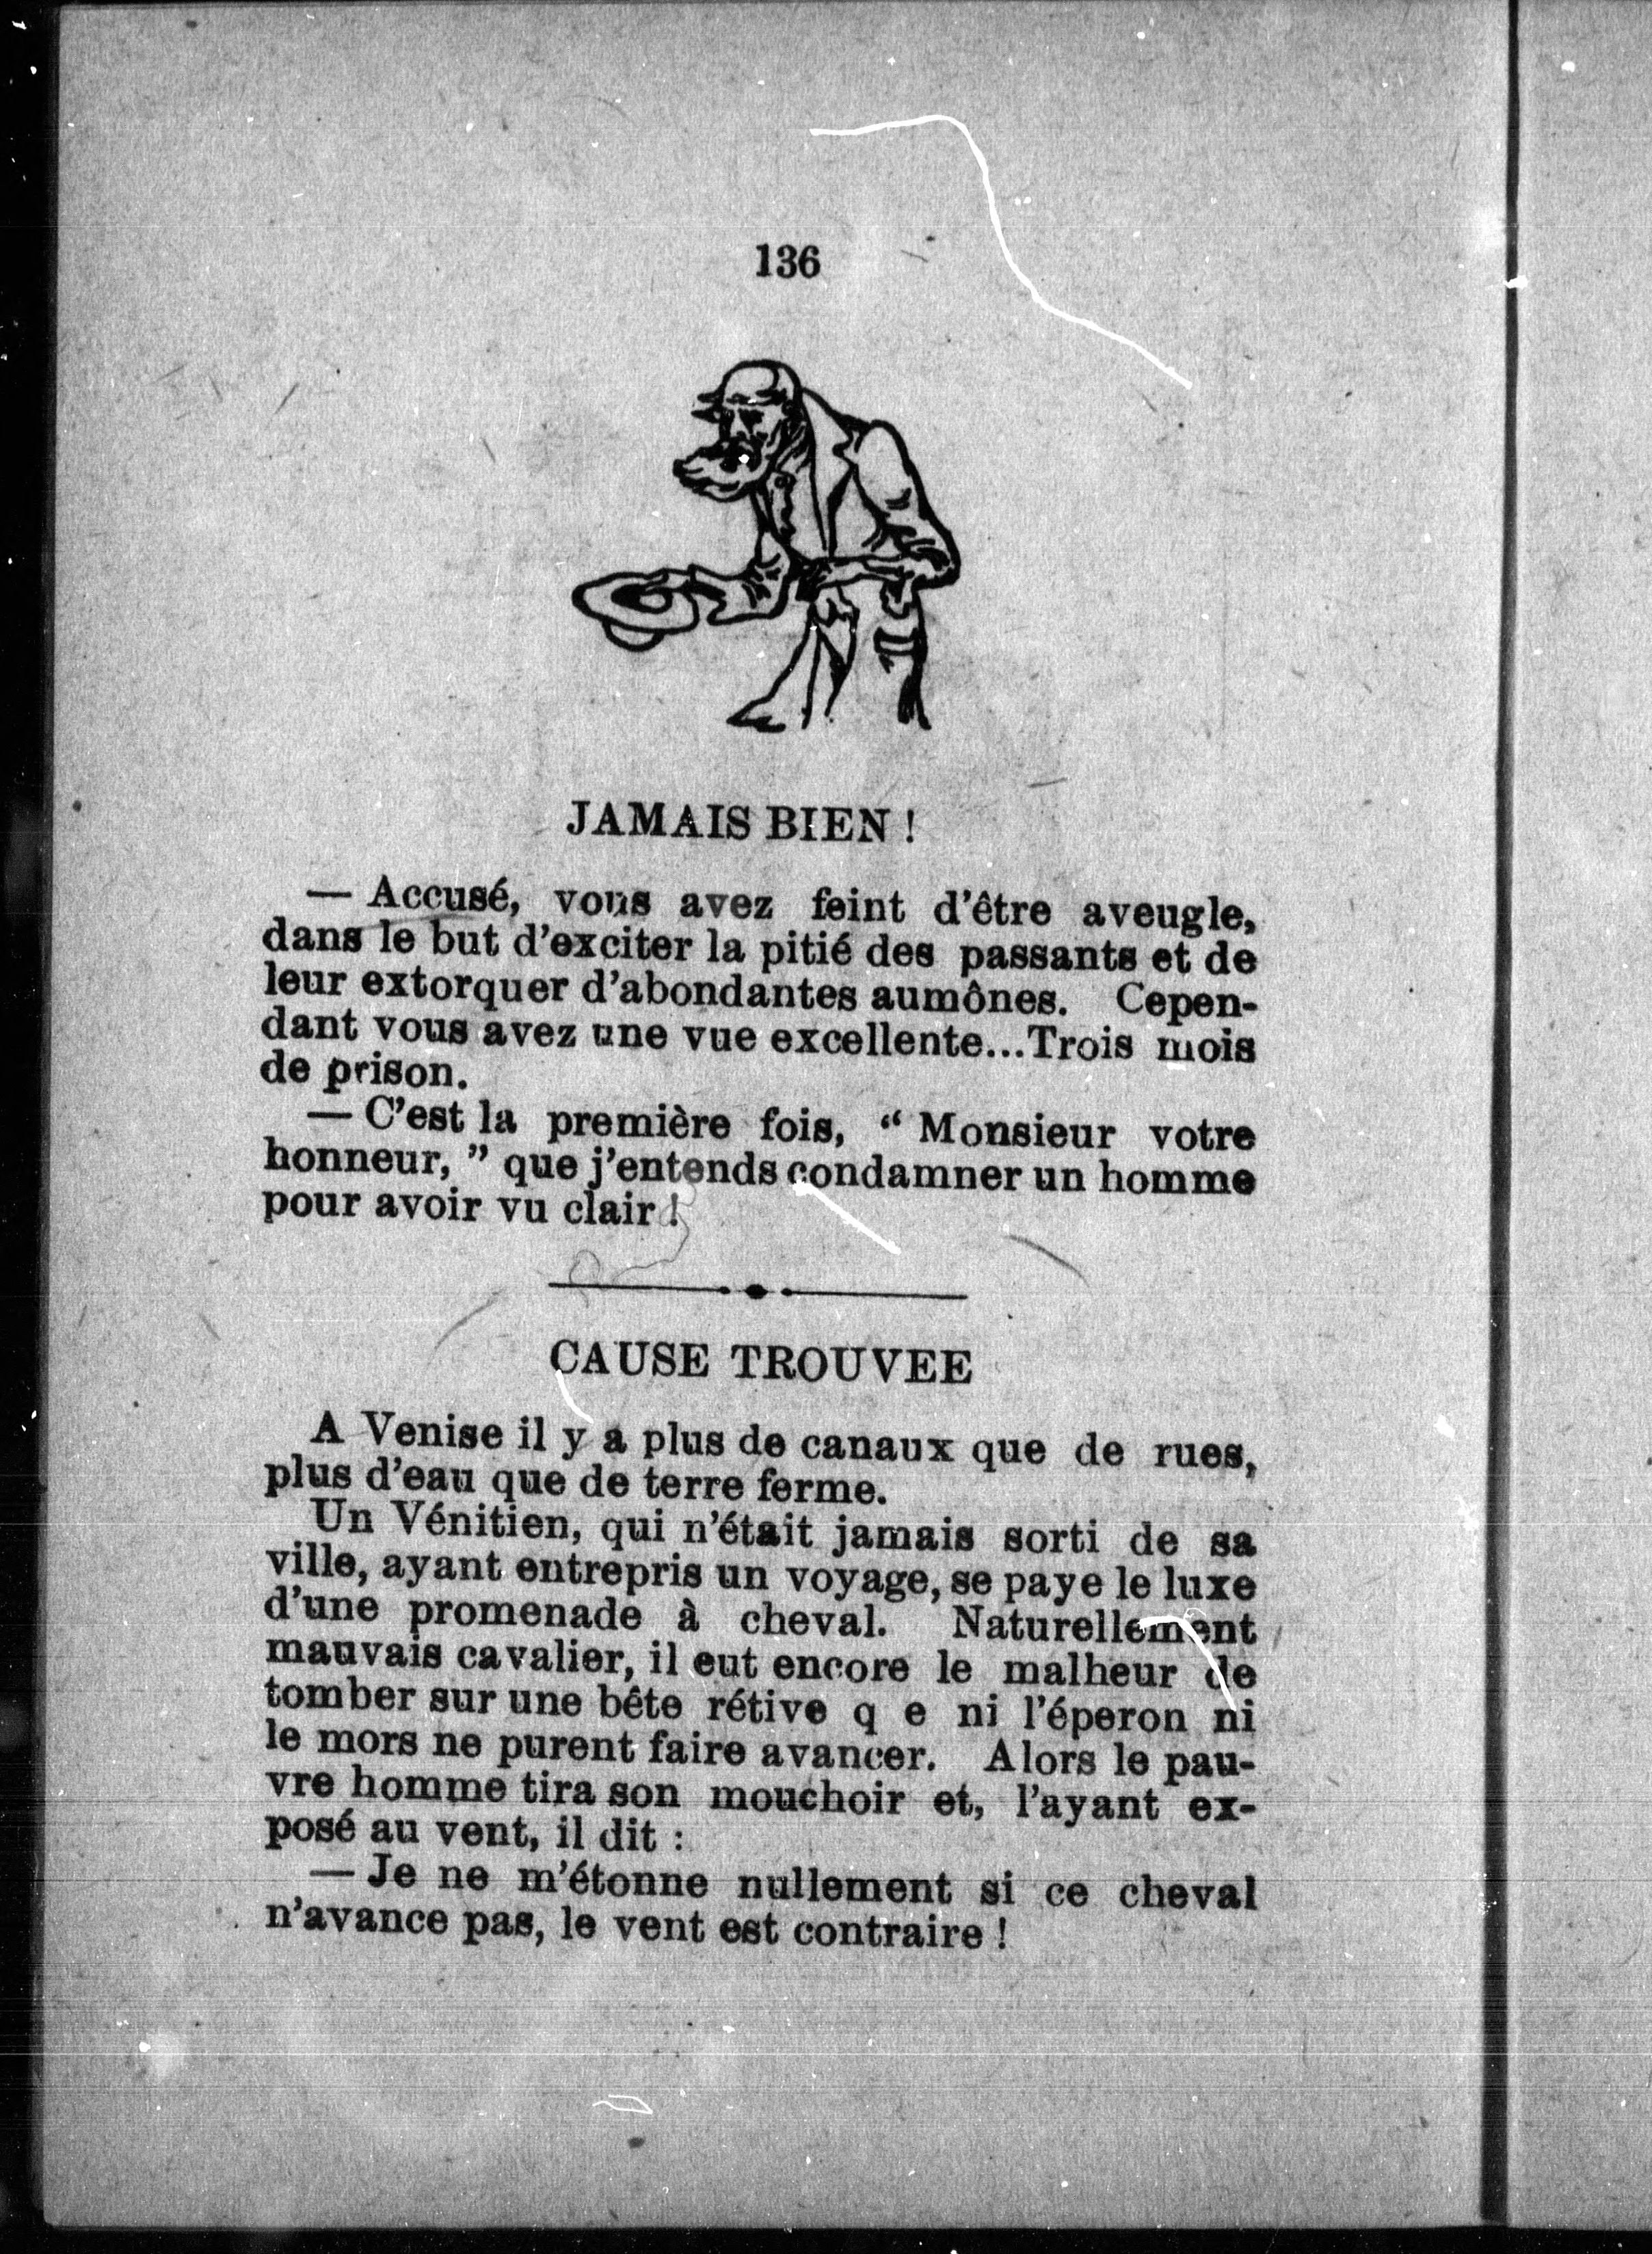 136
JAMAIS BIEN !
— Accusé, vous avez feint d'être aveugle,
dans le but d'exciter la pitié des passants et de
leur extorquer d'abondantes aumônes. Cepen-
dant vous avez une vue excellente...Trois mois
de prison.
— C'est la première fois, “ Monsieur votre
honneur, ” que j'entends condamner un homme
pour avoir vu clair !
CAUSE TROUVEE
A Venise il y a plus de canaux que de rues,
plus d'eau que de terre ferme.
Un Vénitien, qui n'était jamais sorti de sa
ville, ayant entrepris un voyage, se paye le luxe
d'une promenade à cheval. Naturellement
mauvais cavalier, il eut encore le malheur de
tomber sur une bête rétive q e ni l'éperon ni
le mors ne purent faire avancer. Alors le pau-
vre homme tira son mouchoir et, l'ayant ex-
posé au vent, il dit :
— Je ne m'étonne nullement si ce cheval
n'avance pas, le vent est contraire !